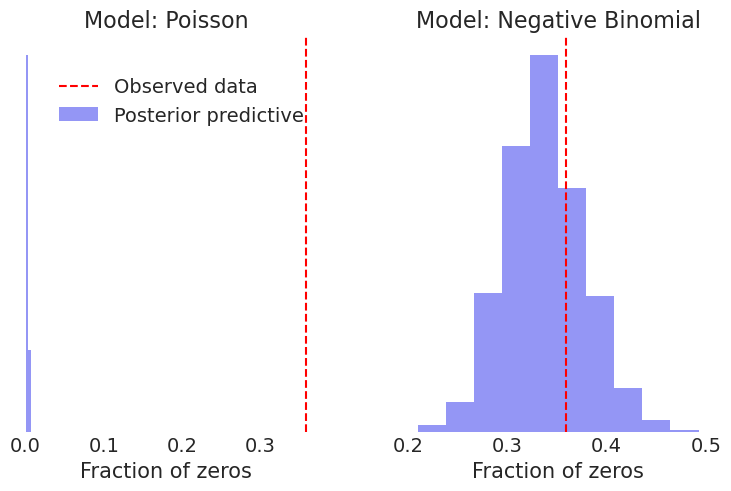 Model: Poisson
Observed data
Posterior predictive
0.0 0.1 0.2 0.3
Fraction of zeros
Model: Negative Binomial
0.2 0.3 0.4 0.5
Fraction of zeros